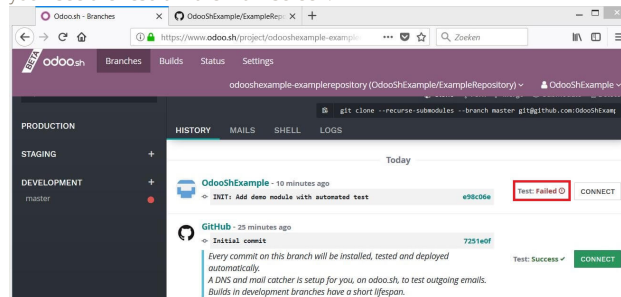 Odoo.sh - Branches
OdooShExample/ExampleRepo
https://www.odoo.sh/project/odooshexample-example
Zoeken
BETA
odoo.sh
Branches
Builds
Status
Settings
odooshexample-examplerepository (OdooShExample/ExampleRepository)
OdooShExample
git clone --recurse-submodules --branch master git@github.com:OdooShExamp
PRODUCTION
STAGING
DEVELOPMENT
master
HISTORY
MAILS
SHELL
LOGS
Today
OdooShExample - 10 minutes ago
INIT: Add demo module with automated test
e98c06e
Test: Failed
CONNECT
GitHub - 25 minutes ago
Initial commit
7251e0f
Every commit on this branch will be installed, tested and deployed
automatically.
A DNS and mail catcher is setup for you, on odoo.sh, to test outgoing emails.
Builds in development branches have a short lifespan.
Test: Success
CONNECT